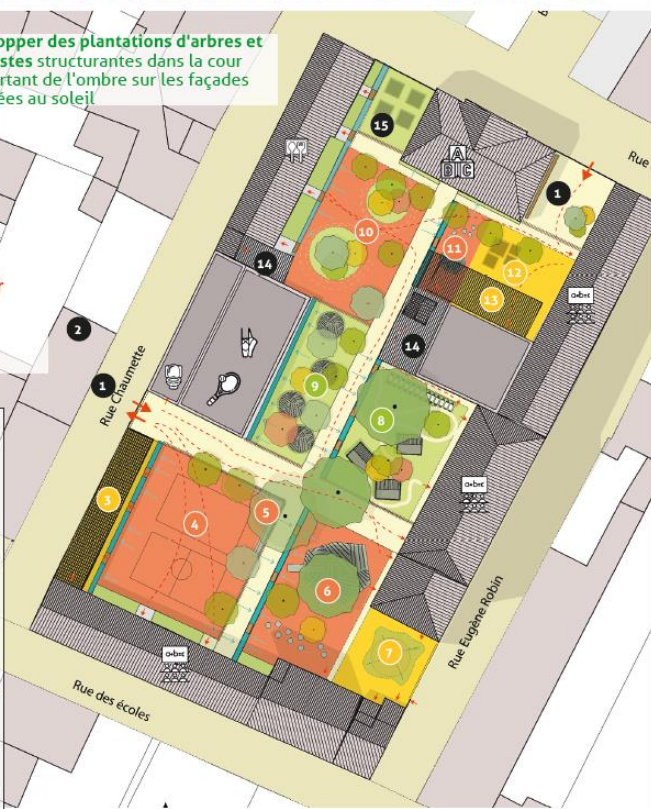 opper des plantations d'arbres et
stes structurantes dans la cour
rtant de l'ombre sur les façades
ées au soleil
Rue
15
A
B C
1
10
11
12
13
14
a+b=c
2
14
1
Rue Chaumette
9
8
a+b=c
3
4
5
6
7
a+b=c
Rue Eugène Robin
Rue des écoles